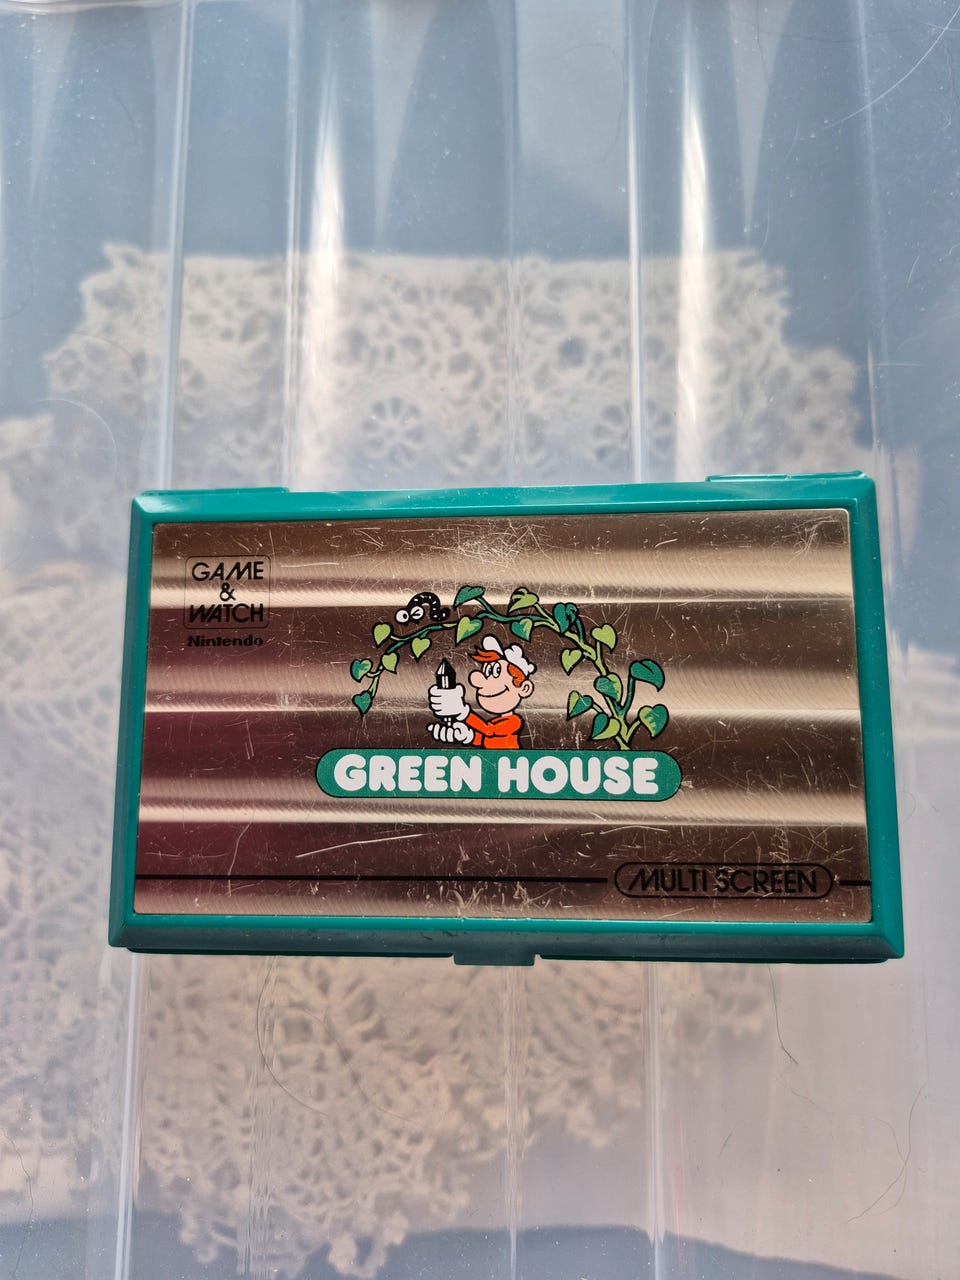 GAME
&
WATCH
Nintendo
GREEN HOUSE
MULTI SCREEN